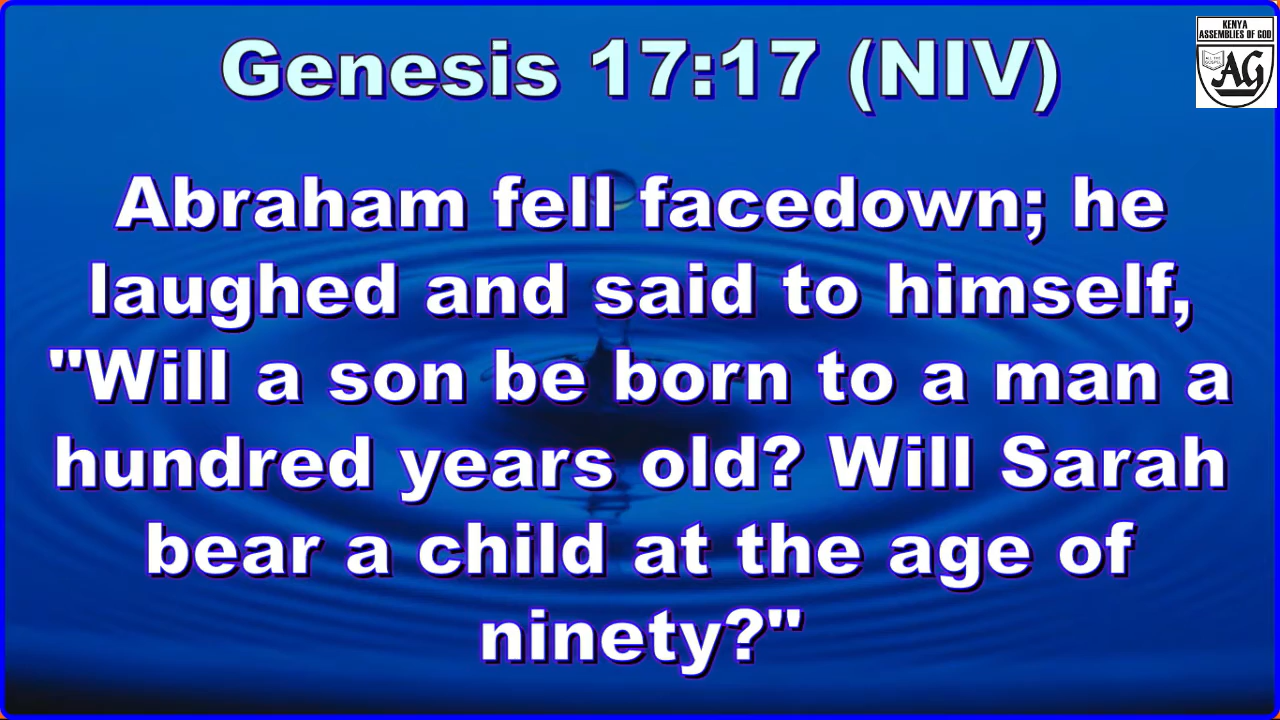 Genesis 17:17 (NIV)
KENYA
ASSEMBLIES OF GOD
AG
Abraham fell facedown; he
laughed and said to himself,
"Will a son be born to a man a
hundred years old? Will Sarah
bear a child at the age of
ninety?"